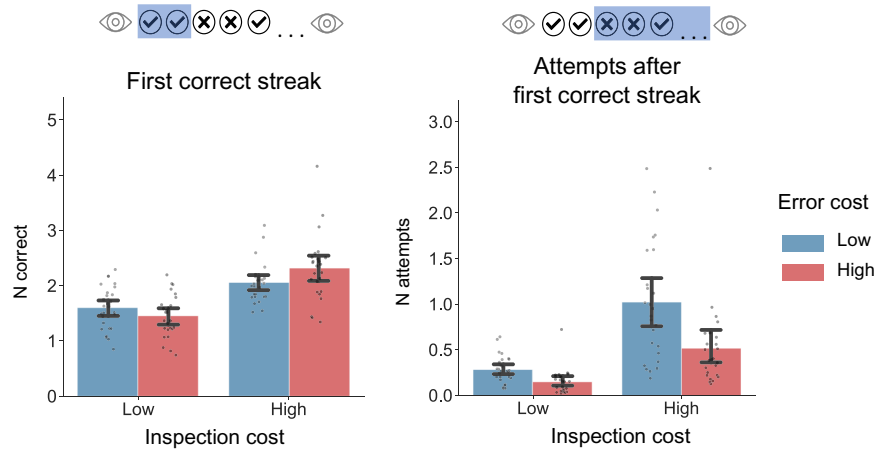 ...
...
First correct streak
Attempts after
first correct streak
5
4
3
2
1
0
N correct
Low
High
Inspection cost
3.0
2.5
2.0
1.5
1.0
0.5
0.0
N attempts
Low
High
Inspection cost
Error cost
Low
High